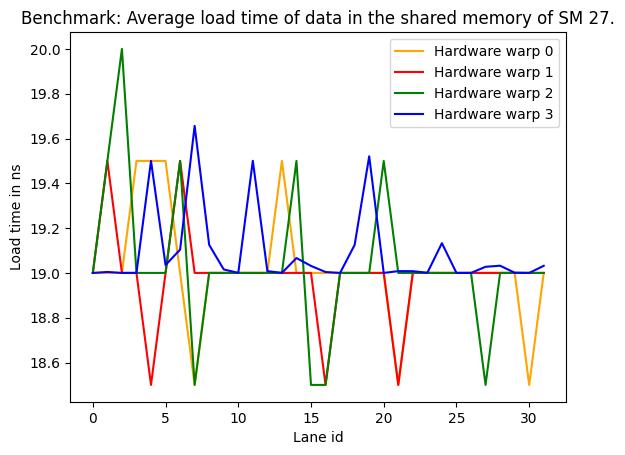 Benchmark: Average load time of data in the shared memory of SM 27.
Hardware warp 0
Hardware warp 1
Hardware warp 2
Hardware warp 3
Load time in ns
20.0
19.8
19.6
19.4
19.2
19.0
18.8
18.6
0 5 10 15 20 25 30
Lane id